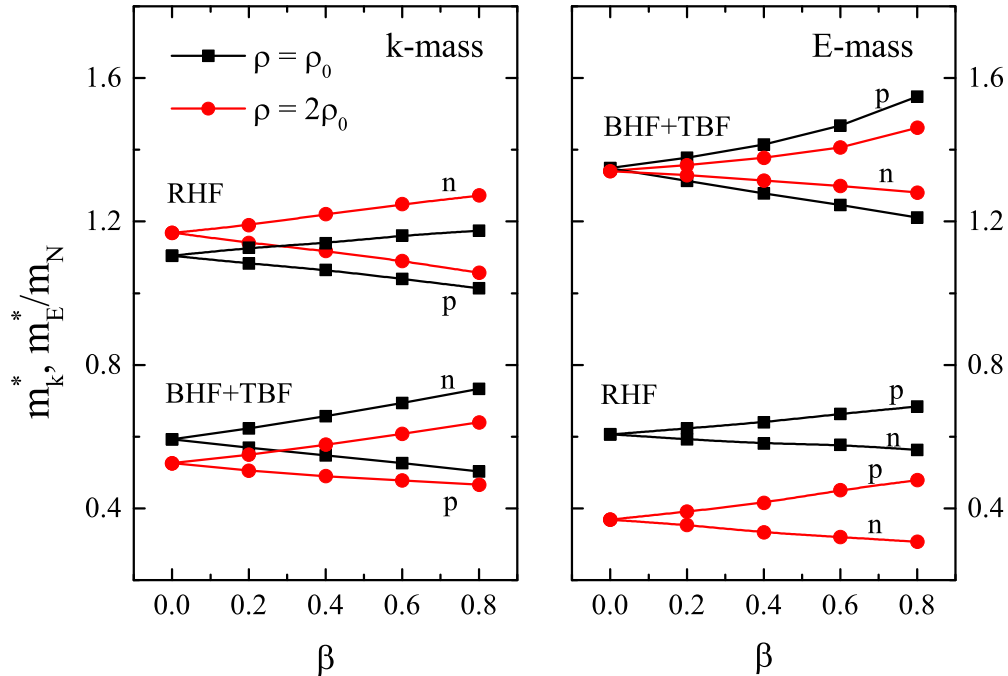 m*k, m*E/mN
1.6
1.2
0.8
0.4
k-mass
ρ = ρ0
ρ = 2ρ0
RHF
n
p
BHF+TBF
n
p
0.0 0.2 0.4 0.6 0.8
β
E-mass
p
BHF+TBF
n
RHF
p
n
p
n
0.0 0.2 0.4 0.6 0.8
β
1.6
1.2
0.8
0.4